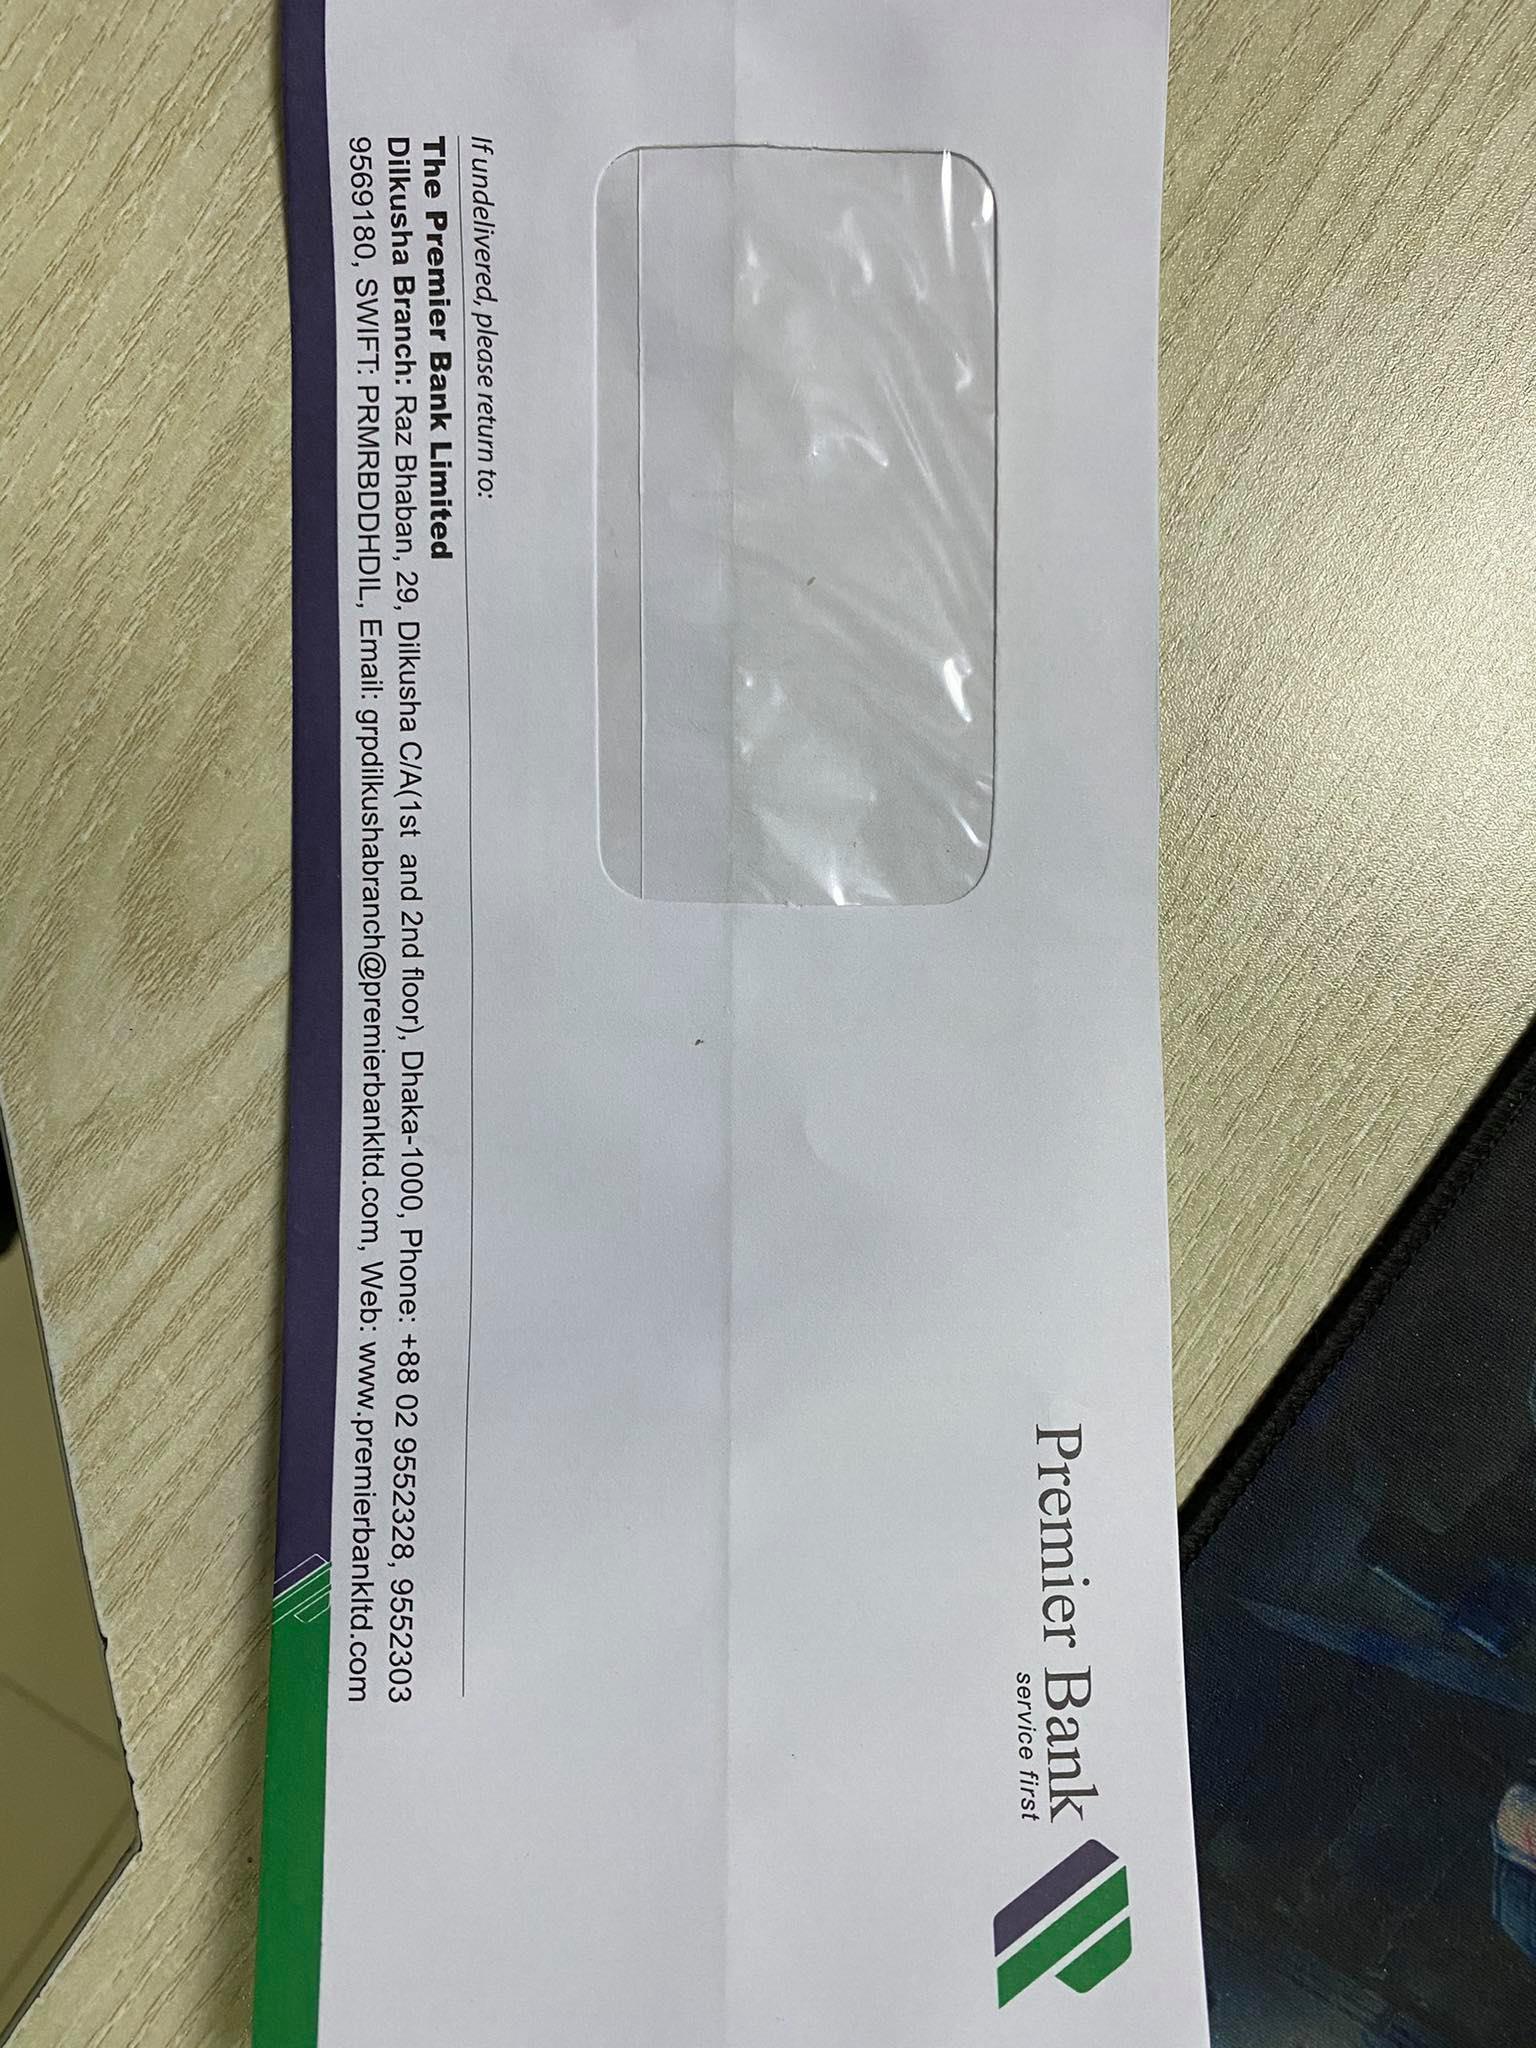 Premier Bank
service first
If undelivered, please return to:
The Premier Bank Limited
Dilkusha Branch: Raz Bhaban, 29, Dilkusha C/A(1st and 2nd floor), Dhaka-1000, Phone: +88 02 9552328, 9552303
9569180, SWIFT: PRMRBDDHDIL, Email: grpdilkushabranch@premierbankltd.com, Web: www.premierbankltd.com